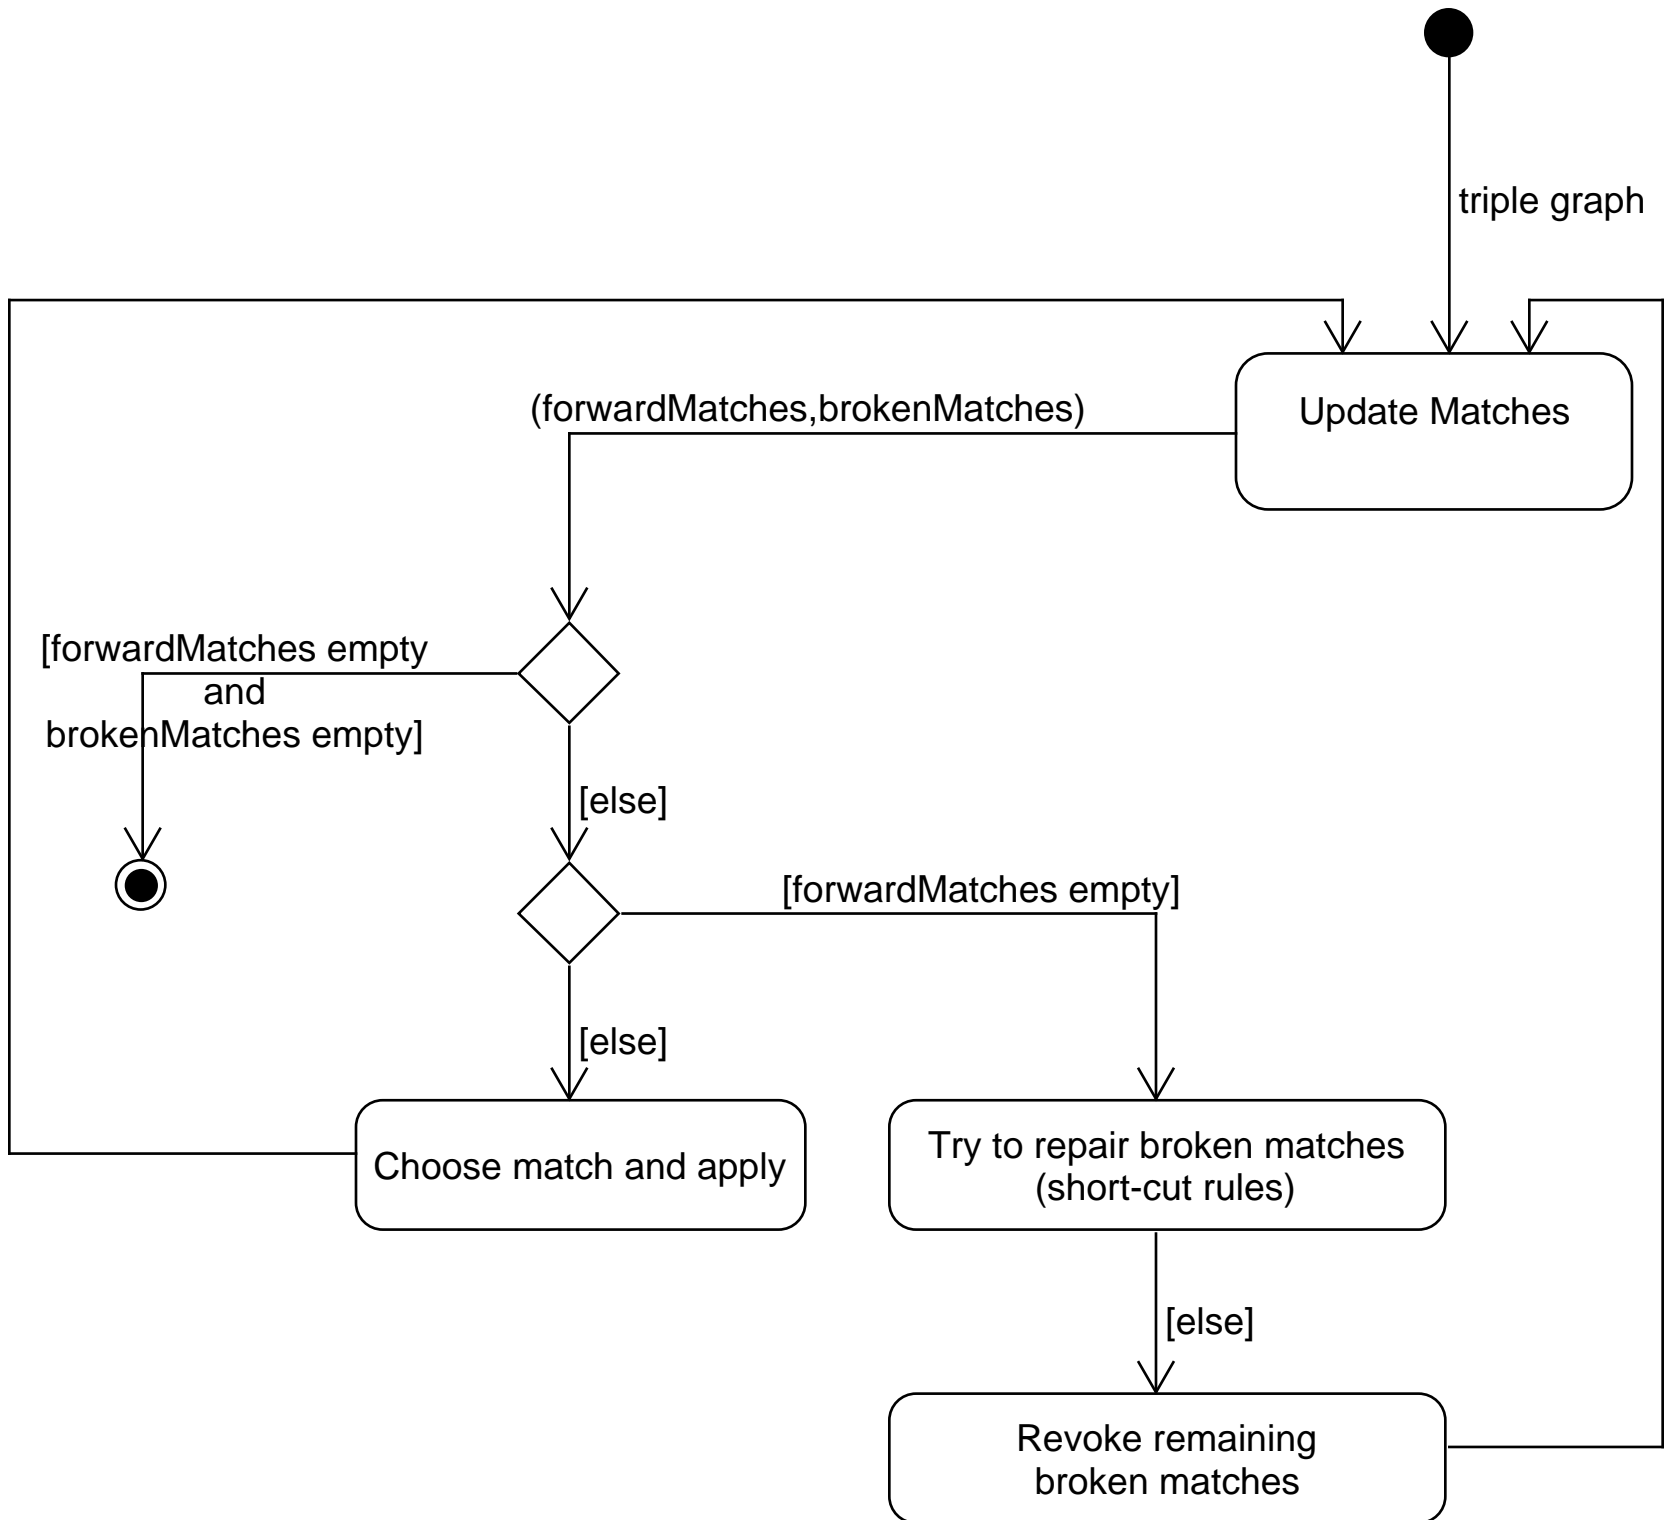 triple graph
(forwardMatches,brokenMatches)
Update Matches
[forwardMatches empty
and
brokenMatches empty]
[else]
[forwardMatches empty]
[else]
Choose match and apply
Try to repair broken matches
(short-cut rules)
[else]
Revoke remaining
broken matches